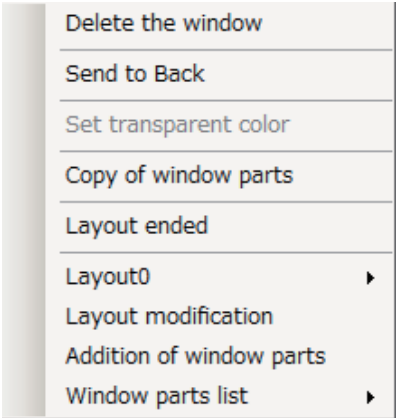 Delete the window
Send to Back
Set transparent color
Copy of window parts
Layout ended
Layout0
Layout modification
Addition of window parts
Window parts list